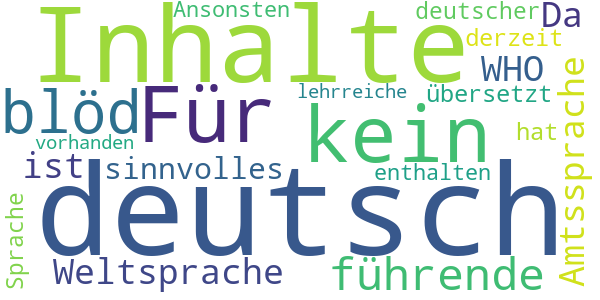 Ansonsten
deutscher
Da
Inhalte
derzeit
WHO
blöd
Für
lehrreiche
übersetzt
kein
hat
vorhanden
ist
sinnvolles
enthalten
Amtssprache
deutsch
Sprache
Weltsprache
führende